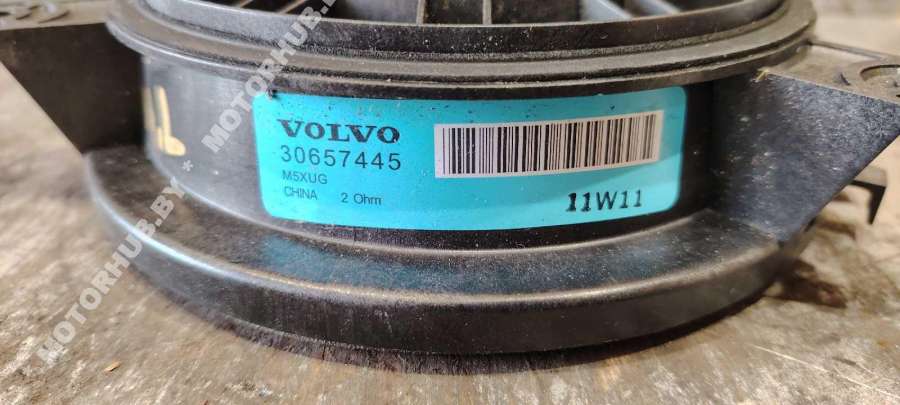 VOLVO
30657445
M5XUG
CHINA 2 Ohm
11W11
MOTORHUB.BY * MOTORHUB.BY